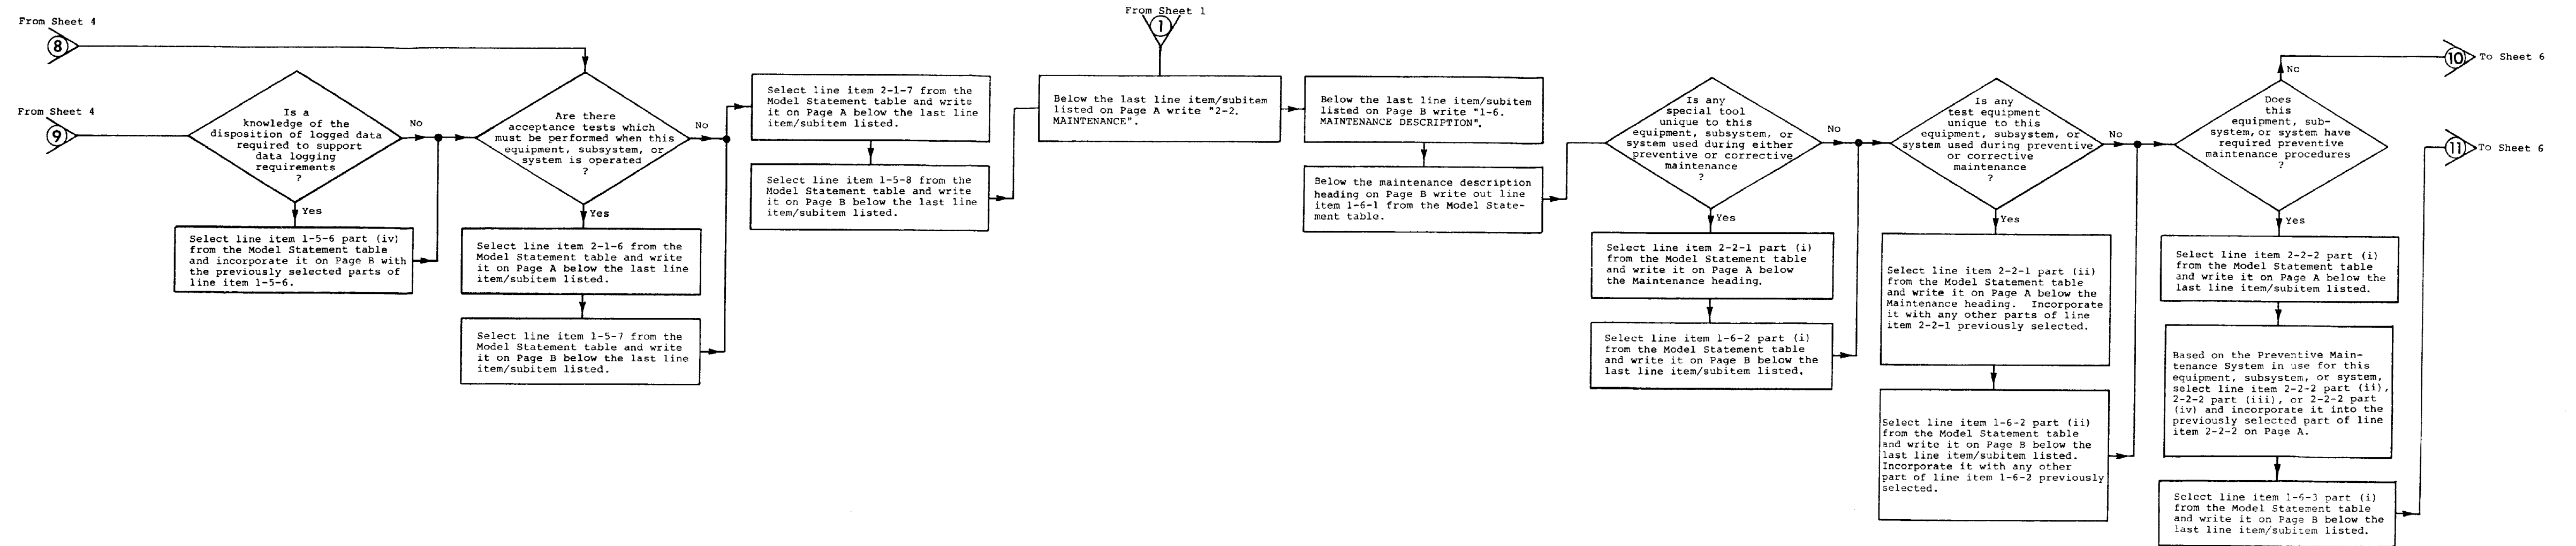 From Sheet 4
8
From Sheet 4
9
Is a
knowledge of the
disposition of logged data
required to support
data logging
requirements
?
No
Yes
Select line item 1-5-6 part (iv)
from the Model Statement table
and incorporate it on Page B with
the previously selected parts of
line item 1-5-6.
Are there
acceptance tests which
must be performed when this
equipment, subsystem, or
system is operated
?
No
Yes
Select line item 2-1-6 from the
Model Statement table and write
it on Page A below the last line
item/subitem listed.
Select line item 1-5-7 from the
Model Statement table and write
it on Page B below the last line
item/subitem listed.
Select line item 2-1-7 from the
Model Statement table and write
it on Page A below the last line
item/subitem listed.
Select line item 1-5-8 from the
Model Statement table and write
it on Page B below the last line
item/subitem listed.
From Sheet 1
1
Below the last line item/subitem
listed on Page A write "2-2.
MAINTENANCE".
Below the last line item/subitem
listed on Page B write "1-6.
MAINTENANCE DESCRIPTION".
Below the maintenance description
heading on Page B write out line
item 1-6-1 from the Model State-
ment table.
Is any
special tool
unique to this
equipment, subsystem, or
system used during either
preventive or corrective
maintenance
?
No
Yes
Select line item 2-2-1 part (i)
from the Model Statement table
and write it on Page A below
the Maintenance heading.
Select line item 1-6-2 part (i)
from the Model Statement table
and write it on Page B below the
last line item/subitem listed.
Is any
test equipment
unique to this
equipment, subsystem, or
system used during preventive
or corrective
maintenance
?
No
Yes
Select line item 2-2-1 part (ii)
from the Model Statement table
and write it on Page A below the
Maintenance heading. Incorporate
it with any other parts of line
item 2-2-1 previously selected.
Select line item 1-6-2 part (ii)
from the Model Statement table
and write it on Page B below the
last line item/subitem listed.
Incorporate it with any other
part of line item 1-6-2 previously
selected.
Does
this
equipment, sub-
system, or system have
required preventive
maintenance procedures
?
No
Yes
Select line item 2-2-2 part (i)
from the Model Statement table
and write it on Page A below the
last line item/subitem listed.
Based on the Preventive Main-
tenance System in use for this
equipment, subsystem, or system,
select line item 2-2-2 part (ii),
2-2-2 part (iii), or 2-2-2 part
(iv) and incorporate it into the
previously selected part of line
item 2-2-2 on Page A.
Select line item 1-6-3 part (i)
from the Model Statement table
and write it on Page B below the
last line item/subitem listed.
10
To Sheet 6
11
To Sheet 6